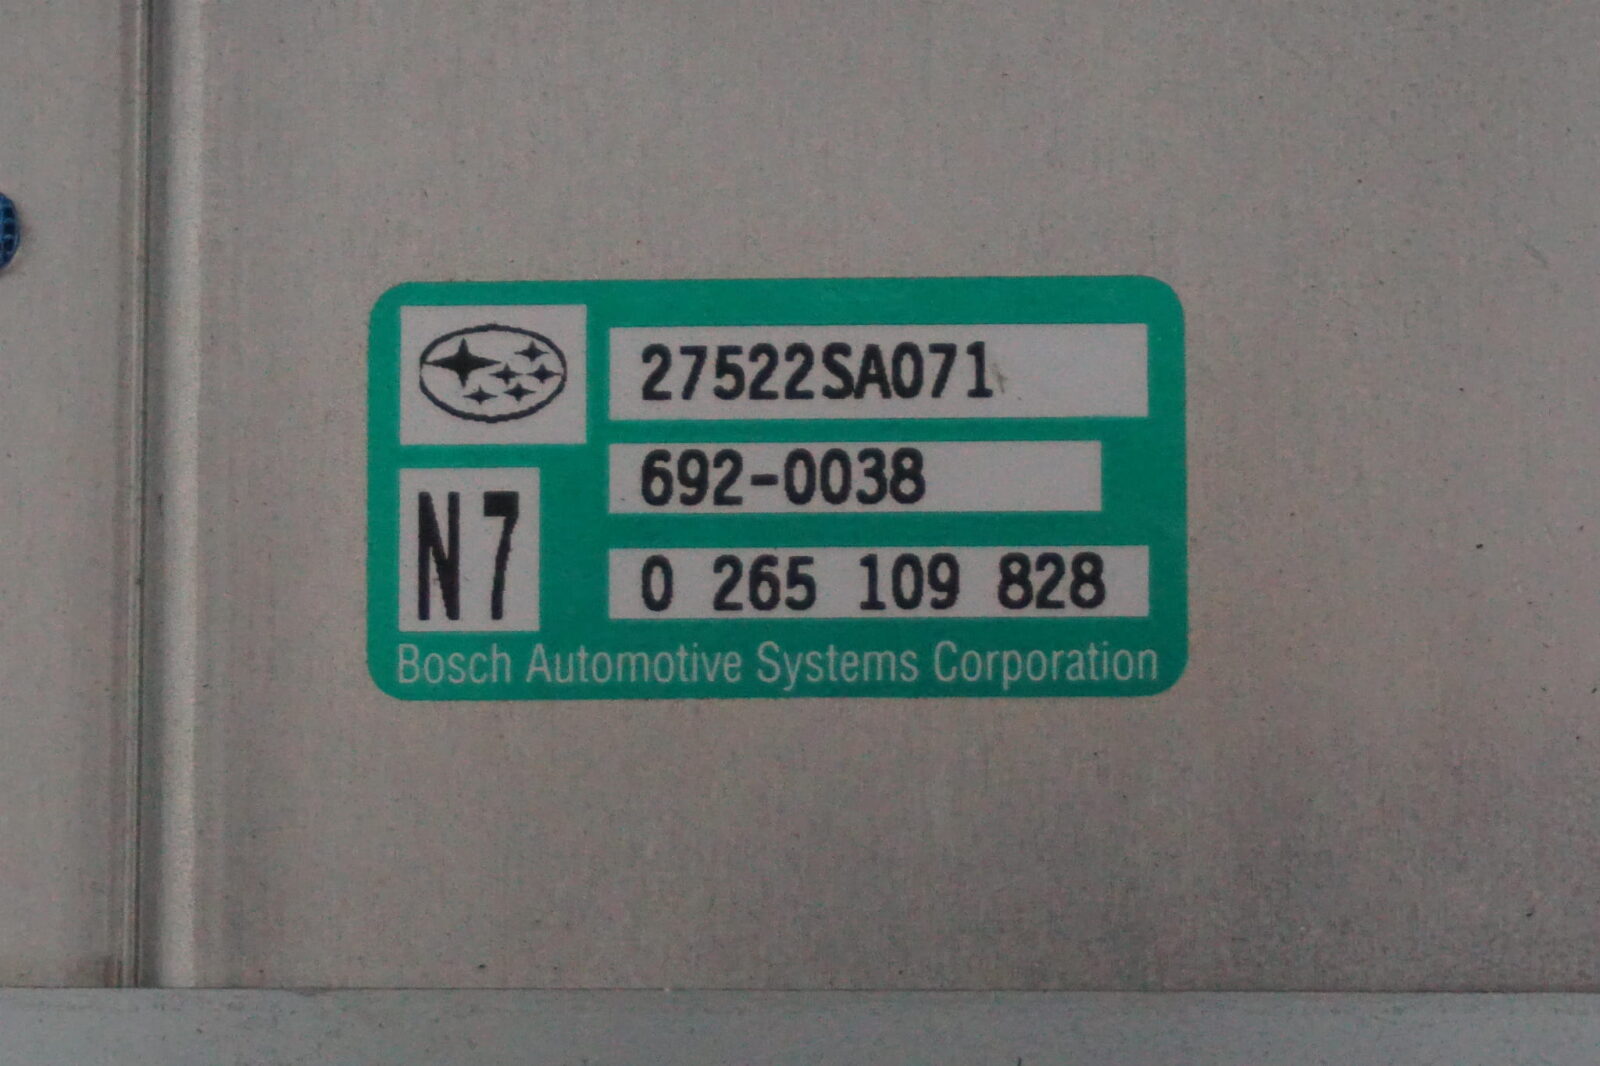 27522SA071
692-0038
N7
0 265 109 828
Bosch Automotive Systems Corporation